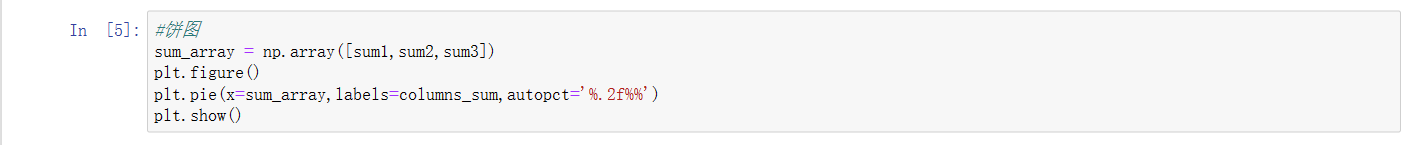 In [5]: #饼图
sum_array = np.array([sum1,sum2,sum3])
plt.figure()
plt.pie(x=sum_array,labels=columns_sum,autopct='%.2f%%')
plt.show()